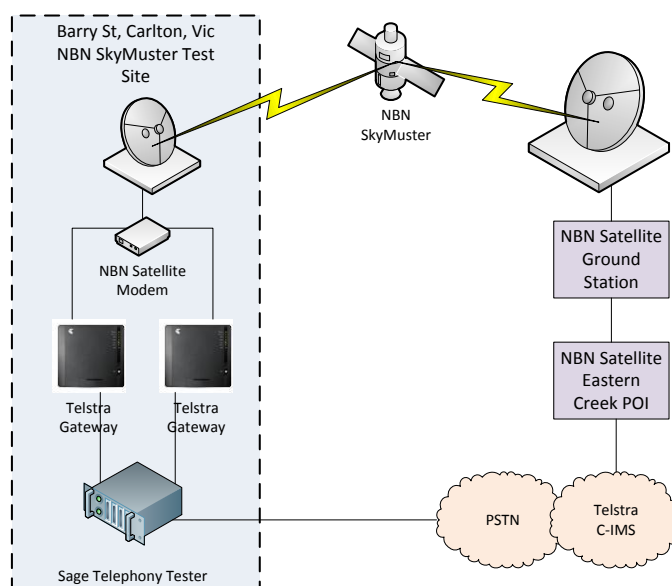 Barry St, Carlton, Vic
NBN SkyMuster Test
Site
NBN
SkyMuster
NBN Satellite
Modem
NBN Satellite
Ground
Station
Telstra
Gateway
Telstra
Gateway
NBN Satellite
Eastern
Creek POI
PSTN
Telstra
C-IMS
Sage Telephony Tester